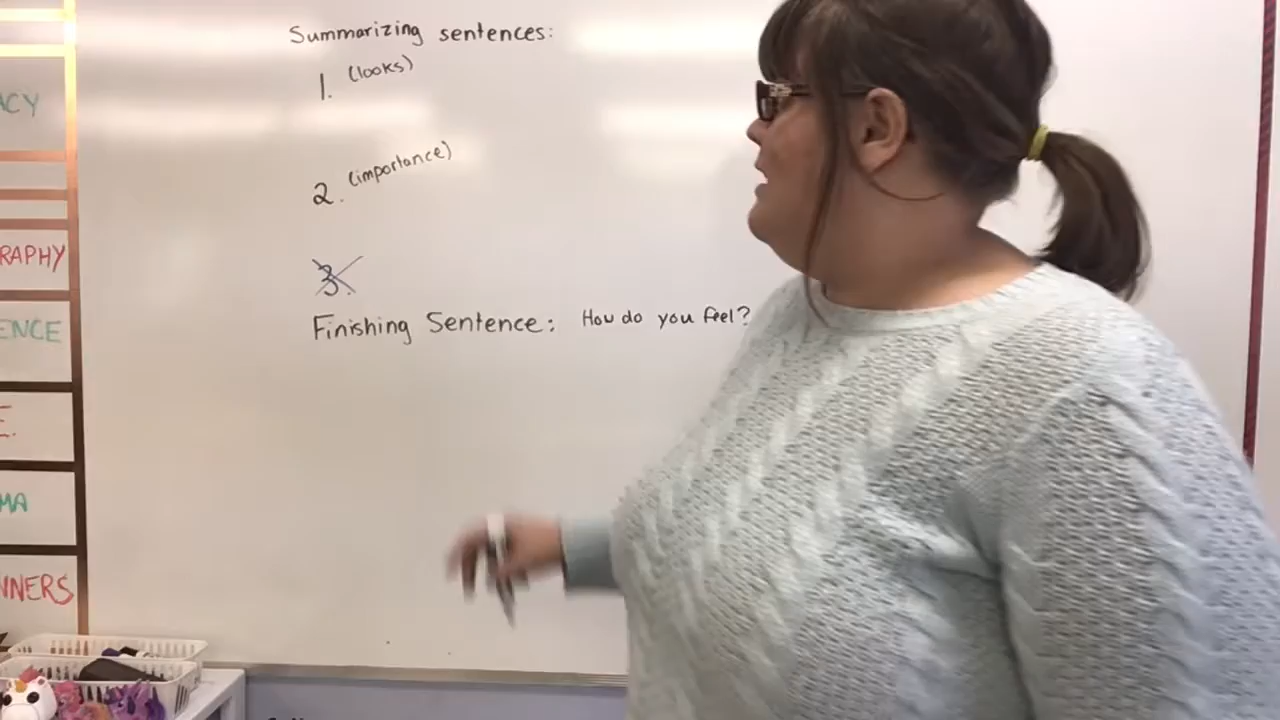 Summarizing sentences:
1. (looks)
2. (importance)
3.
Finishing Sentence: How do you feel?
ACY
RAPHY
ENCE
E.
MA
NNERS